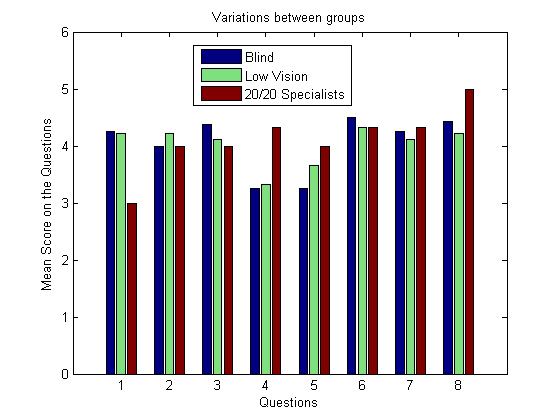 Variations between groups
6
5
4
3
2
1
0
Mean Score on the Questions
Blind
Low Vision
20/20 Specialists
1 2 3 4 5 6 7 8
Questions